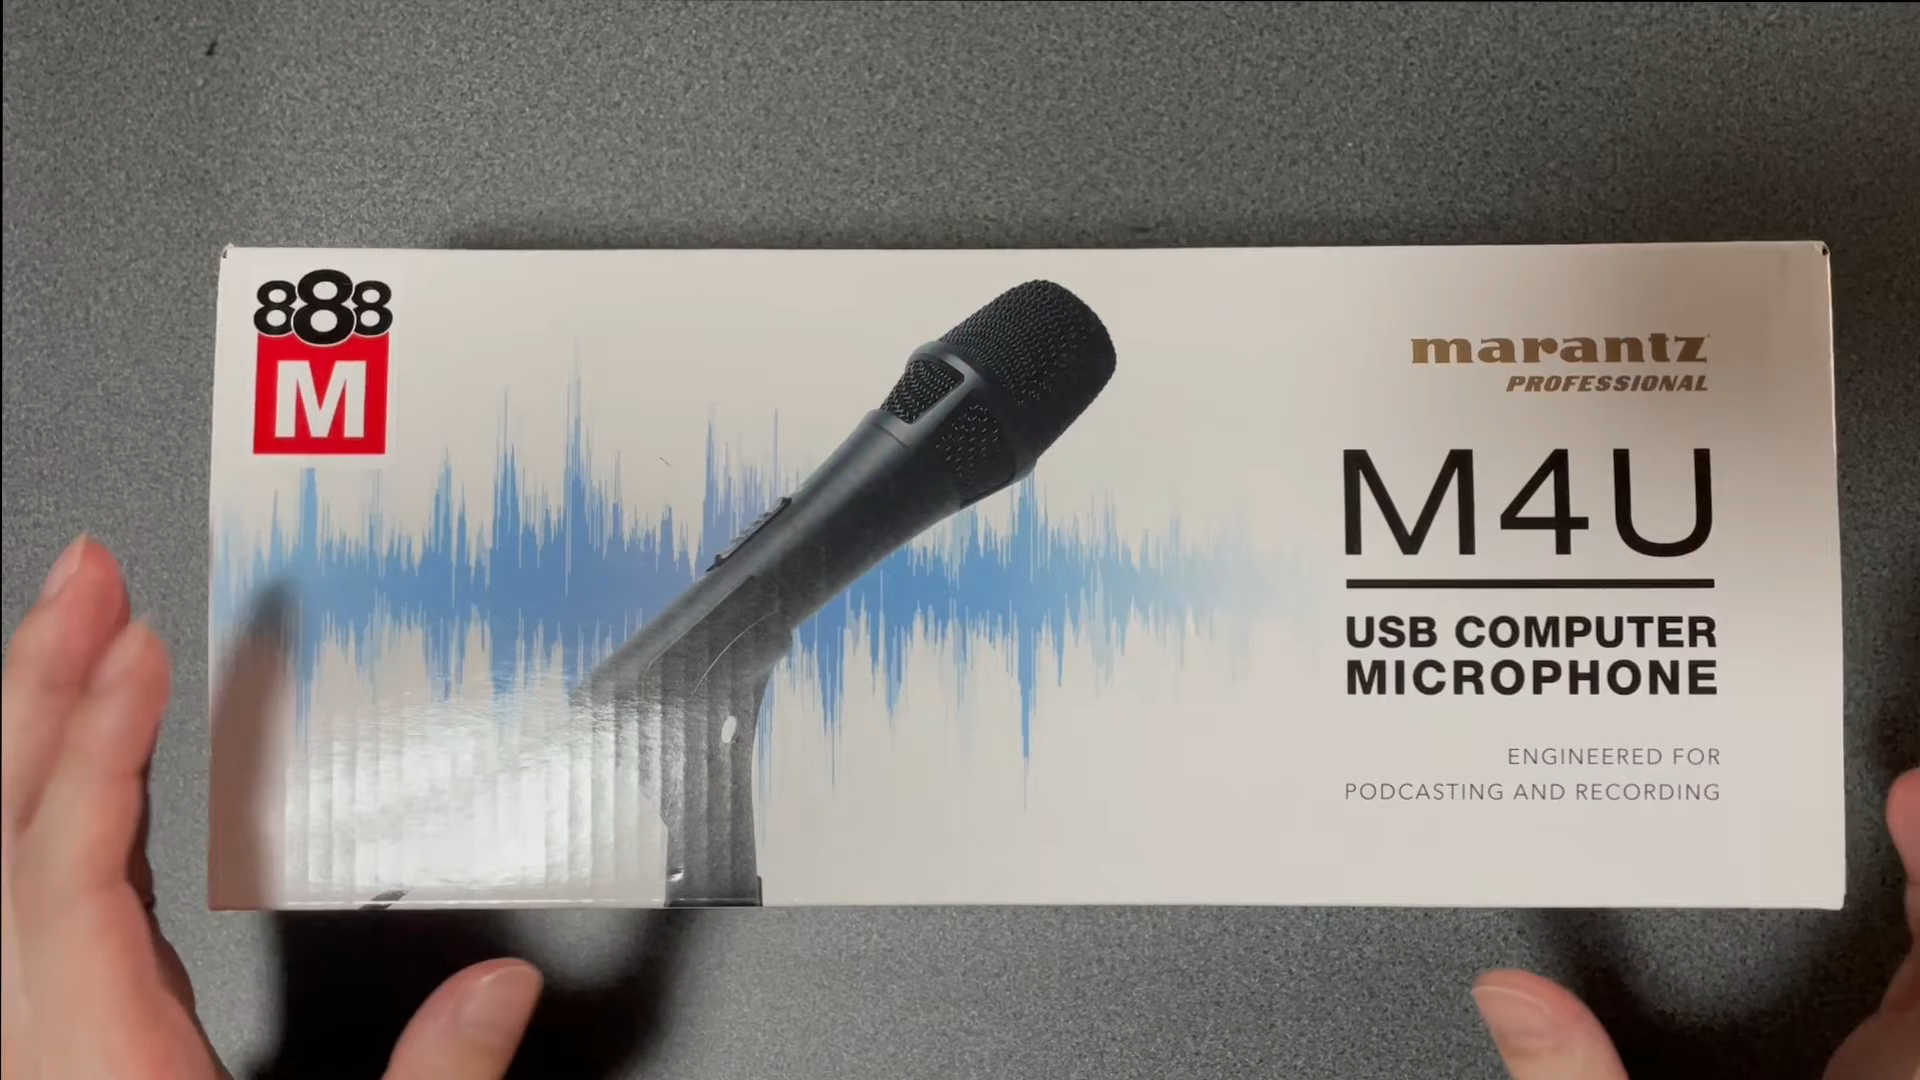 888
M
marantz
PROFESSIONAL
M4U
USB COMPUTER
MICROPHONE
ENGINEERED FOR
PODCASTING AND RECORDING